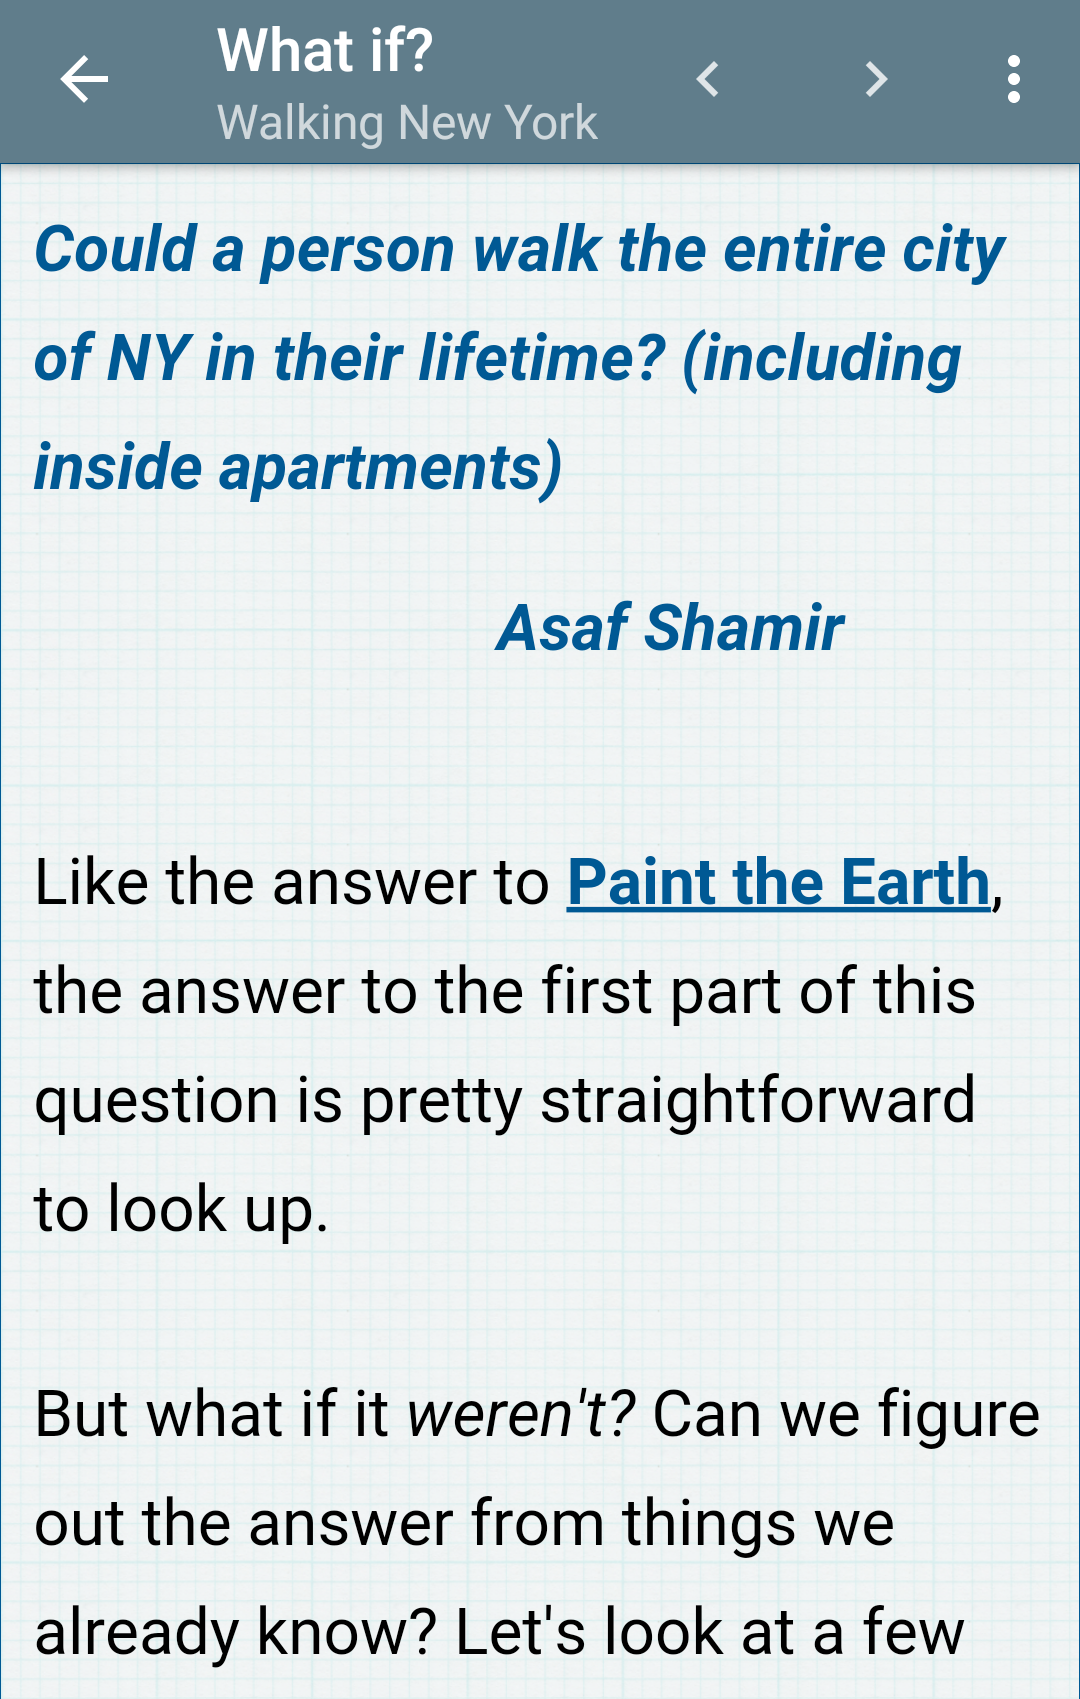 What if?
Walking New York
Could a person walk the entire city
of NY in their lifetime? (including
inside apartments)
Asaf Shamir
Like the answer to Paint the Earth,
the answer to the first part of this
question is pretty straightforward
to look up.
But what if it weren't? Can we figure
out the answer from things we
already know? Let's look at a few